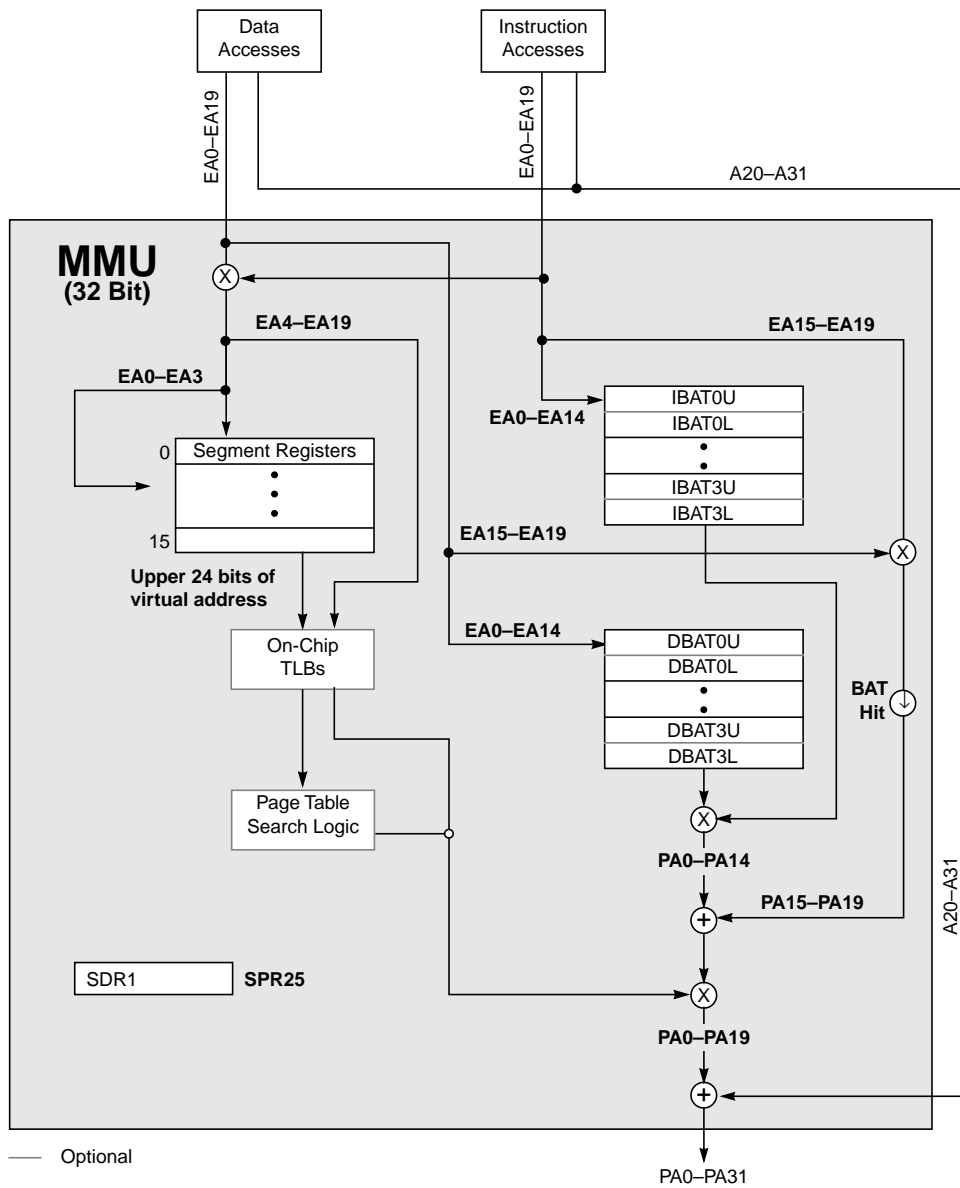 Data
Accesses
Instruction
Accesses
EA0–EA19
EA0–EA19
A20–A31
MMU
(32 Bit)
X
EA4–EA19
EA15–EA19
EA0–EA3
IBAT0U
EA0–EA14
IBAT0L
0
Segment Registers
IBAT3U
IBAT3L
15
EA15–EA19
X
Upper 24 bits of
virtual address
EA0–EA14
On-Chip
TLBs
DBAT0U
DBAT0L
BAT
Hit
DBAT3U
DBAT3L
Page Table
Search Logic
X
PA0–PA14
PA15–PA19
A20–A31
+
SDR1
SPR25
X
PA0–PA19
+
Optional
PA0–PA31